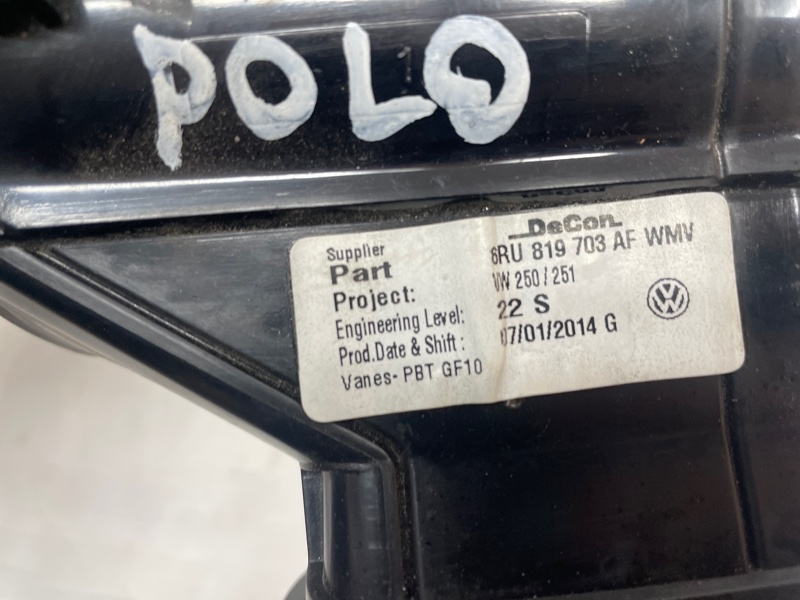 POLO
Supplier DeCon
Part 6RU 819 703 AF WMV
Project: VW 250 / 251
Engineering Level: 22 S
Prod.Date & Shift : 07/01/2014 G
Vanes- PBT GF10